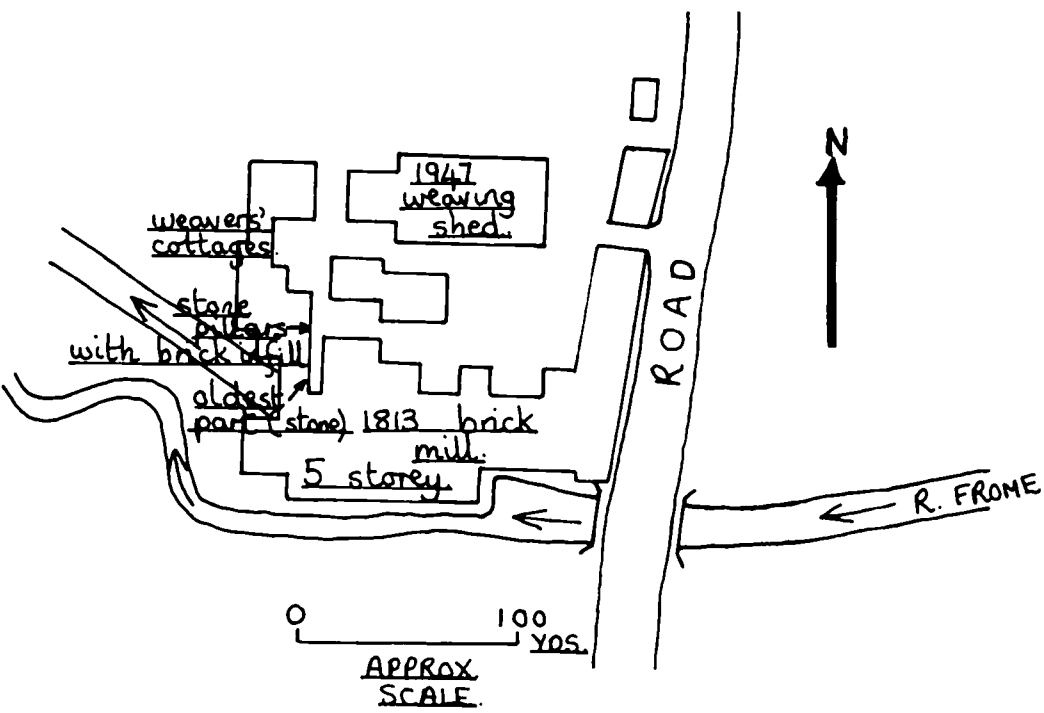 N
1947
weaving
shed.
weavers'
cottages.
ROAD
stone
pillars
with brick infill
oldest
part (stone)
1813 brick
mill.
5 storey
R. FROME
0 100
YDS.
APPROX
SCALE.